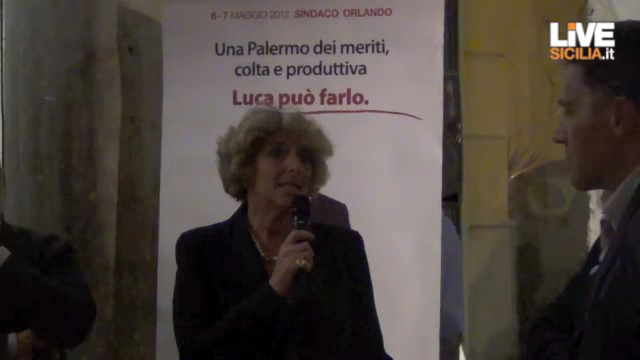 6-7 MAGGIO 2012 SINDACO ORLANDO
Una Palermo dei meriti,
colta e produttiva
Luca può farlo.
LiVE
SICILIA.it